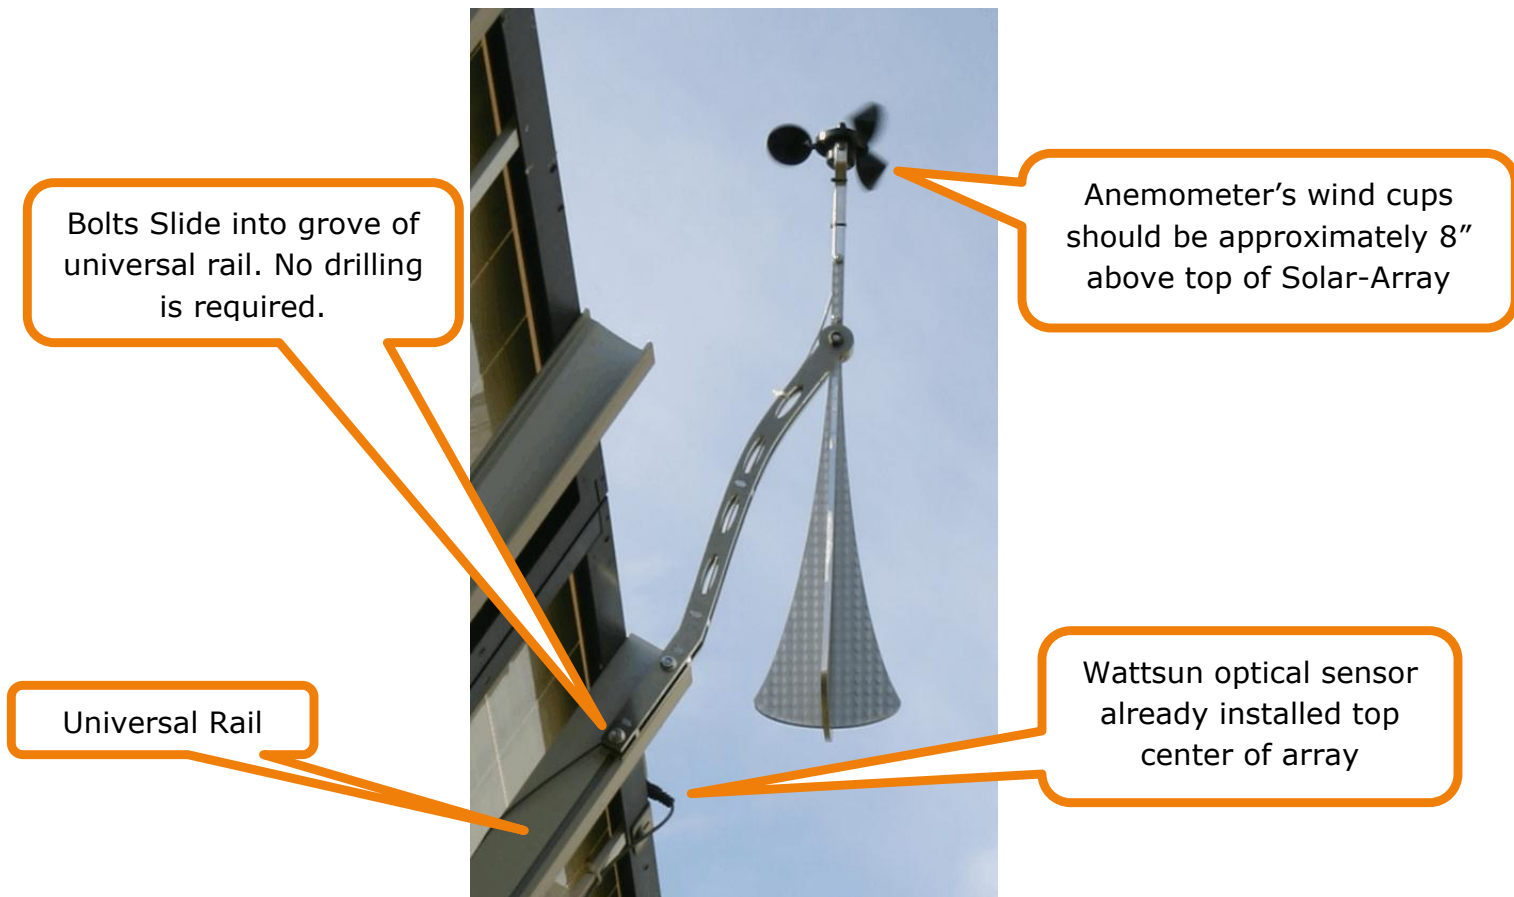 Bolts Slide into grove of
universal rail. No drilling
is required.
Anemometer’s wind cups
should be approximately 8”
above top of Solar-Array
Universal Rail
Wattsun optical sensor
already installed top
center of array